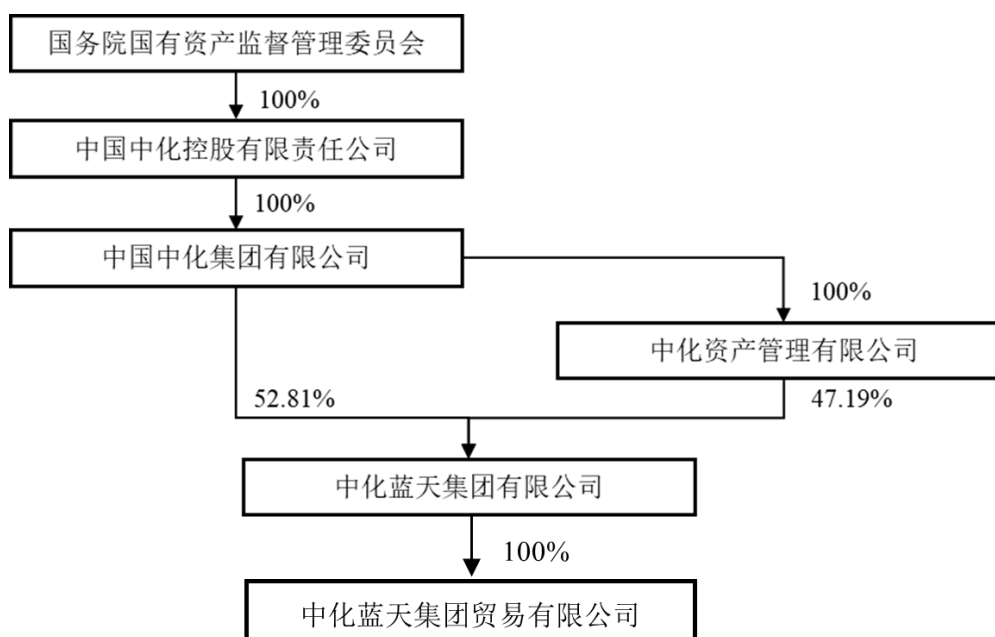 国务院国有资产监督管理委员会
100%
中国中化控股有限责任公司
100%
中国中化集团有限公司
100%
中化资产管理有限公司
52.81%
47.19%
中化蓝天集团有限公司
100%
中化蓝天集团贸易有限公司